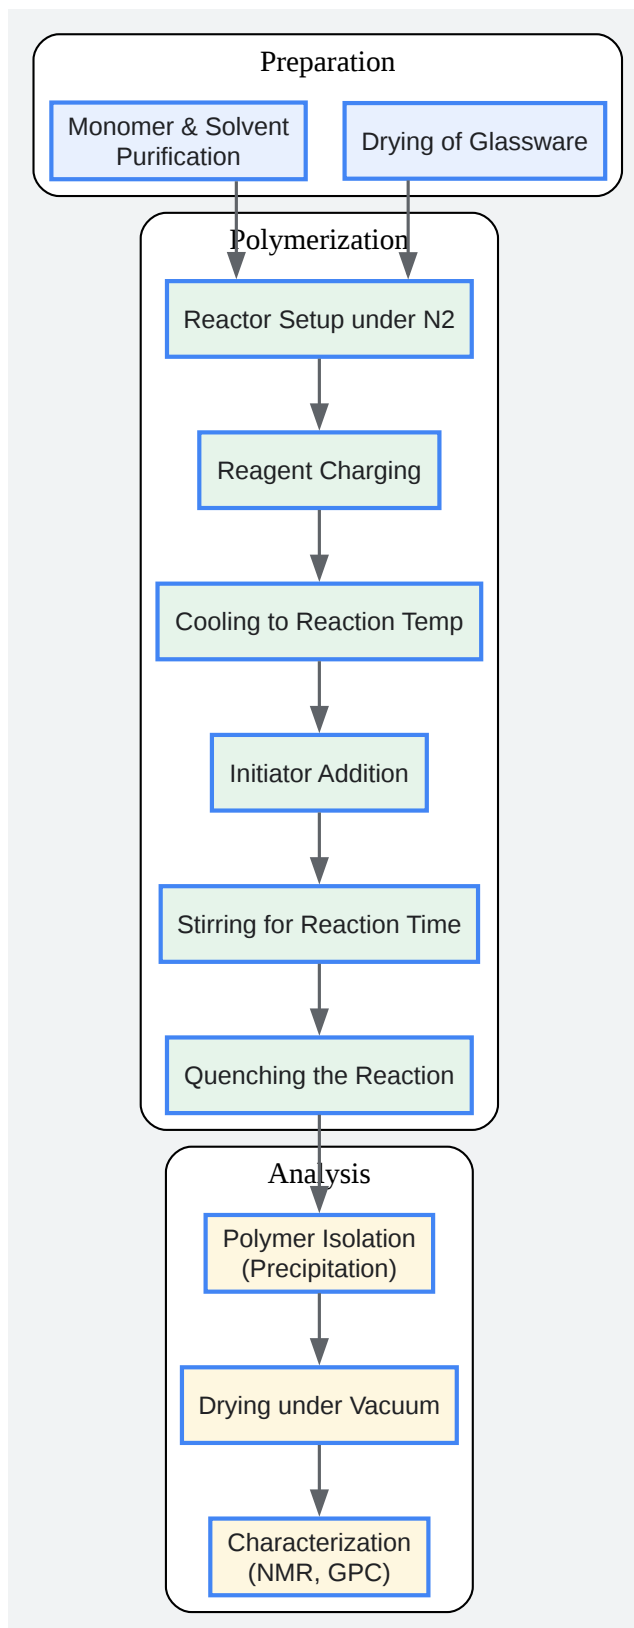 Preparation
Monomer & Solvent
Purification
Drying of Glassware
Polymerization
Reactor Setup under N2
Reagent Charging
Cooling to Reaction Temp
Initiator Addition
Stirring for Reaction Time
Quenching the Reaction
Analysis
Polymer Isolation
(Precipitation)
Drying under Vacuum
Characterization
(NMR, GPC)